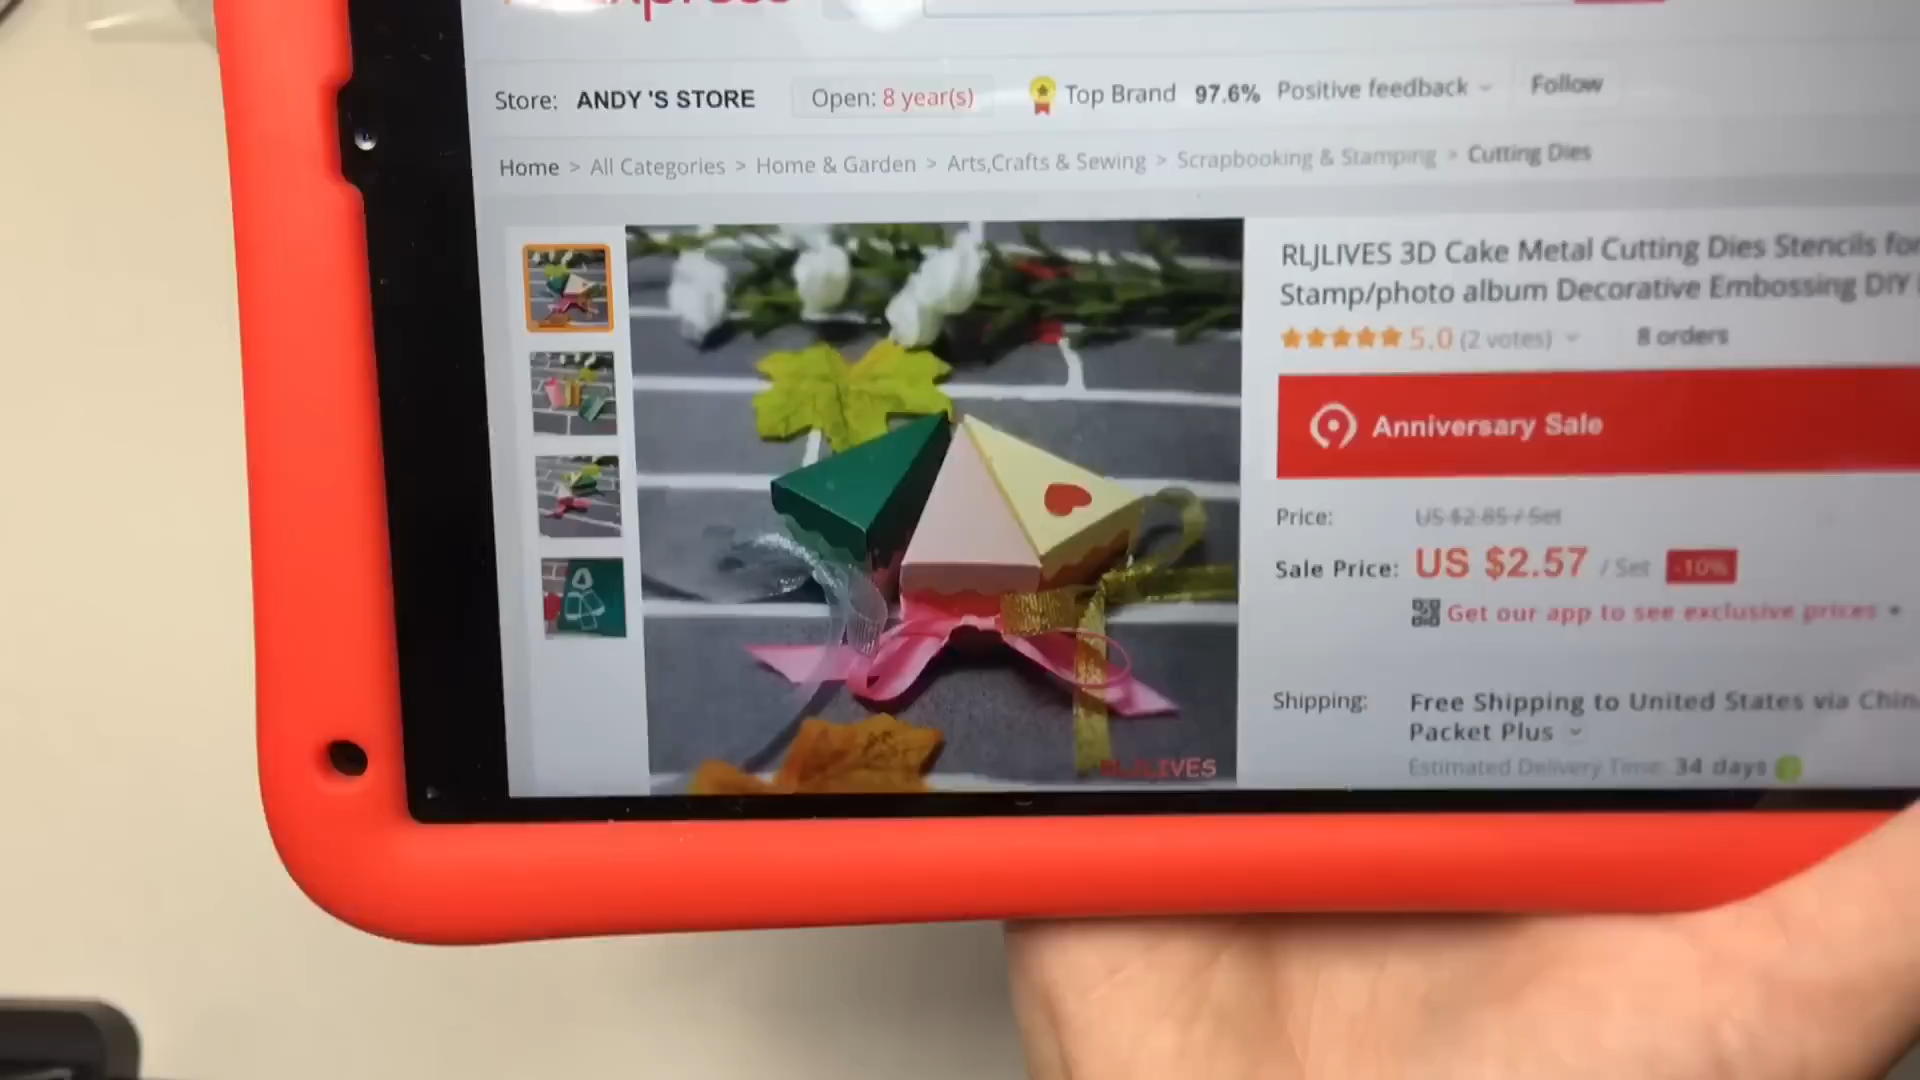 Store: ANDY 'S STORE Open: 8 year(s) Top Brand 97.6% Positive feedback Follow
Home > All Categories > Home & Garden > Arts,Crafts & Sewing > Scrapbooking & Stamping > Cutting Dies
RLJLIVES 3D Cake Metal Cutting Dies Stencils for
Stamp/photo album Decorative Embossing DIY
5.0 (2 votes) 8 orders
Anniversary Sale
Price: US $2.85 / Set
Sale Price: US $2.57 / Set -10%
Get our app to see exclusive prices
Shipping: Free Shipping to United States via
Packet Plus
Estimated Delivery Time: 34 days
RLJLIVES